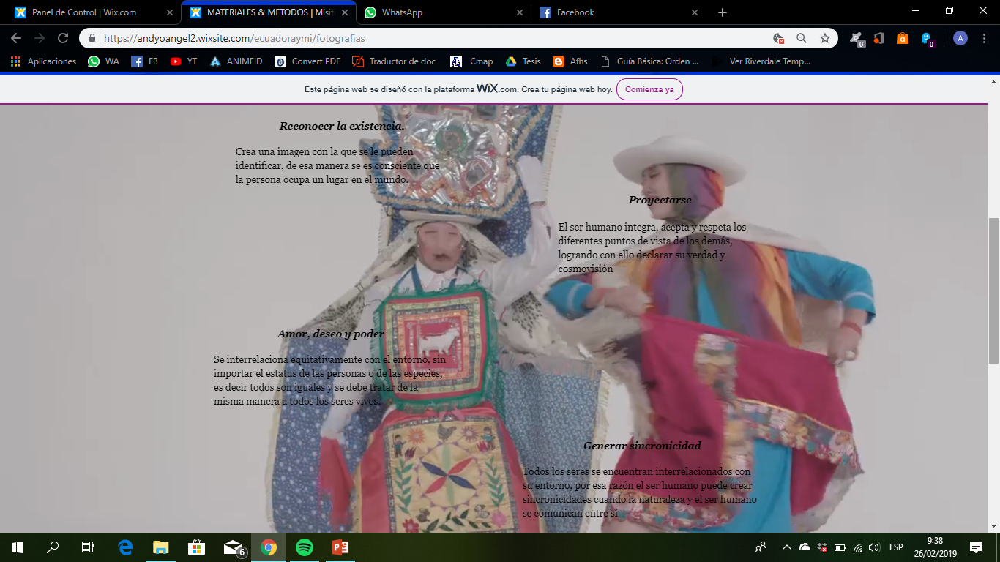 Panel de Control | Wix.com
MATERIALES & METODOS | Misit
WhatsApp
Facebook
https://andyoangel2.wixsite.com/ecuadoraymi/fotografias
0
0
A
Aplicaciones
WA
FB
YT
ANIMEID
Convert PDF
Traductor de doc
Cmap
Tesis
Afhs
Guía Básica: Orden ...
Ver Riverdale Temp...
Este página web se diseñó con la plataforma WiX.com. Crea tu página web hoy.
Comienza ya
Reconocer la existencia.
Crea una imagen con la que se le pueden
identificar, de esa manera se es consciente que
la persona ocupa un lugar en el mundo.
Proyectarse
El ser humano integra, acepta y respeta los
diferentes puntos de vista de los demás,
logrando con ello declarar su verdad y
cosmovisión
Amor, deseo y poder
Se interrelaciona equitativamente con el entorno, sin
importar el estatus de las personas o de las especies,
es decir todos son iguales y se debe tratar de la
misma manera a todos los seres vivos.
Generar sincronicidad
Todos los seres se encuentran interrelacionados con
su entorno, por esa razón el ser humano puede crear
sincronicidades cuando la naturaleza y el ser humano
se comunican entre sí
6
ESP
9:38
26/02/2019